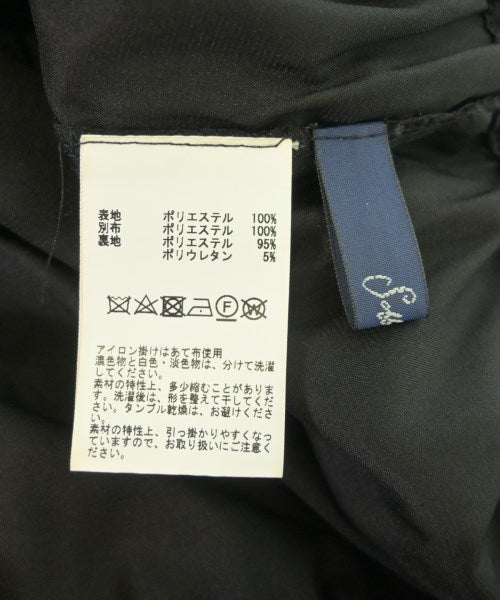 表地 ポリエステル 100%
別布 ポリエステル 100%
裏地 ポリエステル 95%
ポリウレタン 5%
アイロン掛けはあて布使用
濃色物と白色・淡色物は、分けて洗濯
してください。
素材の特性上、多少縮むことがありま
す。洗濯後は、形を整えて干してくだ
さい。タンブル乾燥は、お避けくださ
い。
素材の特性上、引っ掛かりやすくなっ
ていますので、お取り扱いにご注意く
ださい。